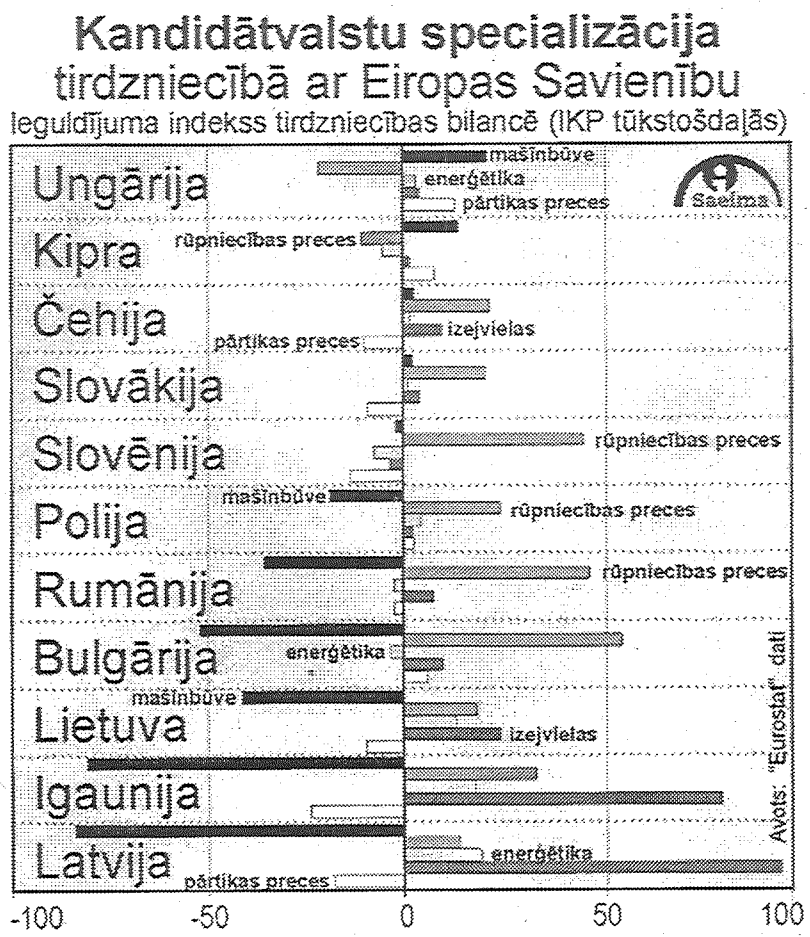 Kandidātvalstu specializācija
tirdzniecībā ar Eiropas Savienību
Ieguldījuma indekss tirdzniecības bilancē (IKP tūkstošdaļās)
Ungārija
mašīnbūve
enerģētika
pārtikas preces
Saeima
Kipra
rūpniecības preces
Čehija
izejvielas
pārtikas preces
Slovākija
Slovēnija
rūpniecības preces
Polija
mašīnbūve
rūpniecības preces
Rumānija
rūpniecības preces
Bulgārija
enerģētika
Lietuva
mašīnbūve
izejvielas
Igaunija
Latvija
enerģētika
pārtikas preces
Avots: "Eurostat" dati
-100 -50 0 50 100